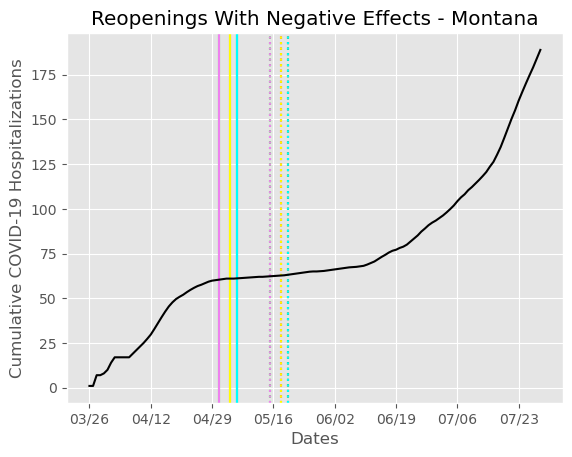 Reopenings With Negative Effects - Montana
Cumulative COVID-19 Hospitalizations
175
150
125
100
75
50
25
0
03/26 04/12 04/29 05/16 06/02 06/19 07/06 07/23
Dates